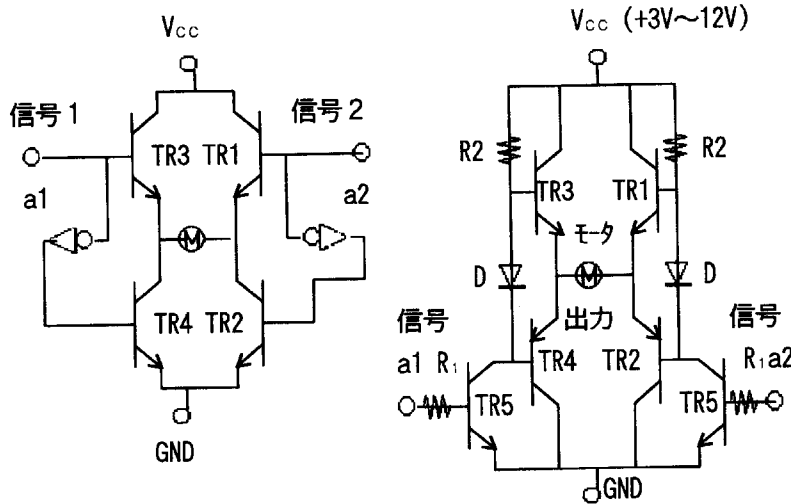 Vcc
信号1
信号2
TR3 TR1
a1
a2
M
TR4 TR2
GND
Vcc (+3V〜12V)
R2
R2
TR3
TR1
モータ
M
D
D
信号
出力
信号
a1 R1
TR4
TR2
R1a2
TR5
TR5
GND